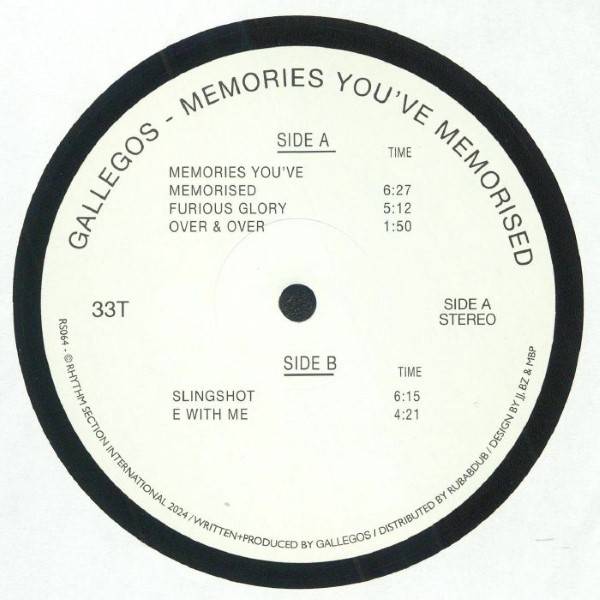 GALLEGOS - MEMORIES YOU'VE MEMORISED
SIDE A TIME
MEMORIES YOU'VE
MEMORISED 6:27
FURIOUS GLORY 5:12
OVER & OVER 1:50
33T
SIDE A
STEREO
SIDE B TIME
SLINGSHOT 6:15
E WITH ME 4:21
RS064 - © RHYTHM SECTION INTERNATIONAL 2024 / WRITTEN+PRODUCED BY GALLEGOS / DISTRIBUTED BY RUBABDUB / DESIGN BY JJ, BZ & MBP